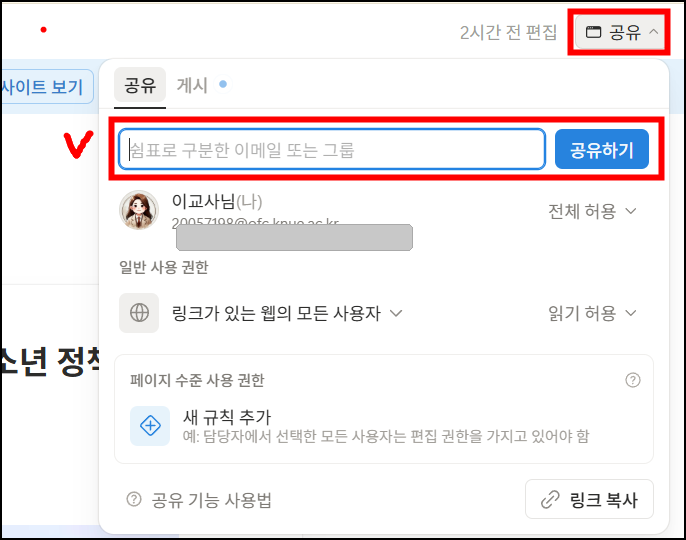 2시간 전 편집
공유
사이트 보기
공유 게시
쉼표로 구분한 이메일 또는 그룹
공유하기
이교사님(나)
전체 허용
일반 사용 권한
링크가 있는 웹의 모든 사용자
읽기 허용
소년 정책
페이지 수준 사용 권한
새 규칙 추가
예: 담당자에서 선택한 모든 사용자는 편집 권한을 가지고 있어야 함
공유 기능 사용법
링크 복사